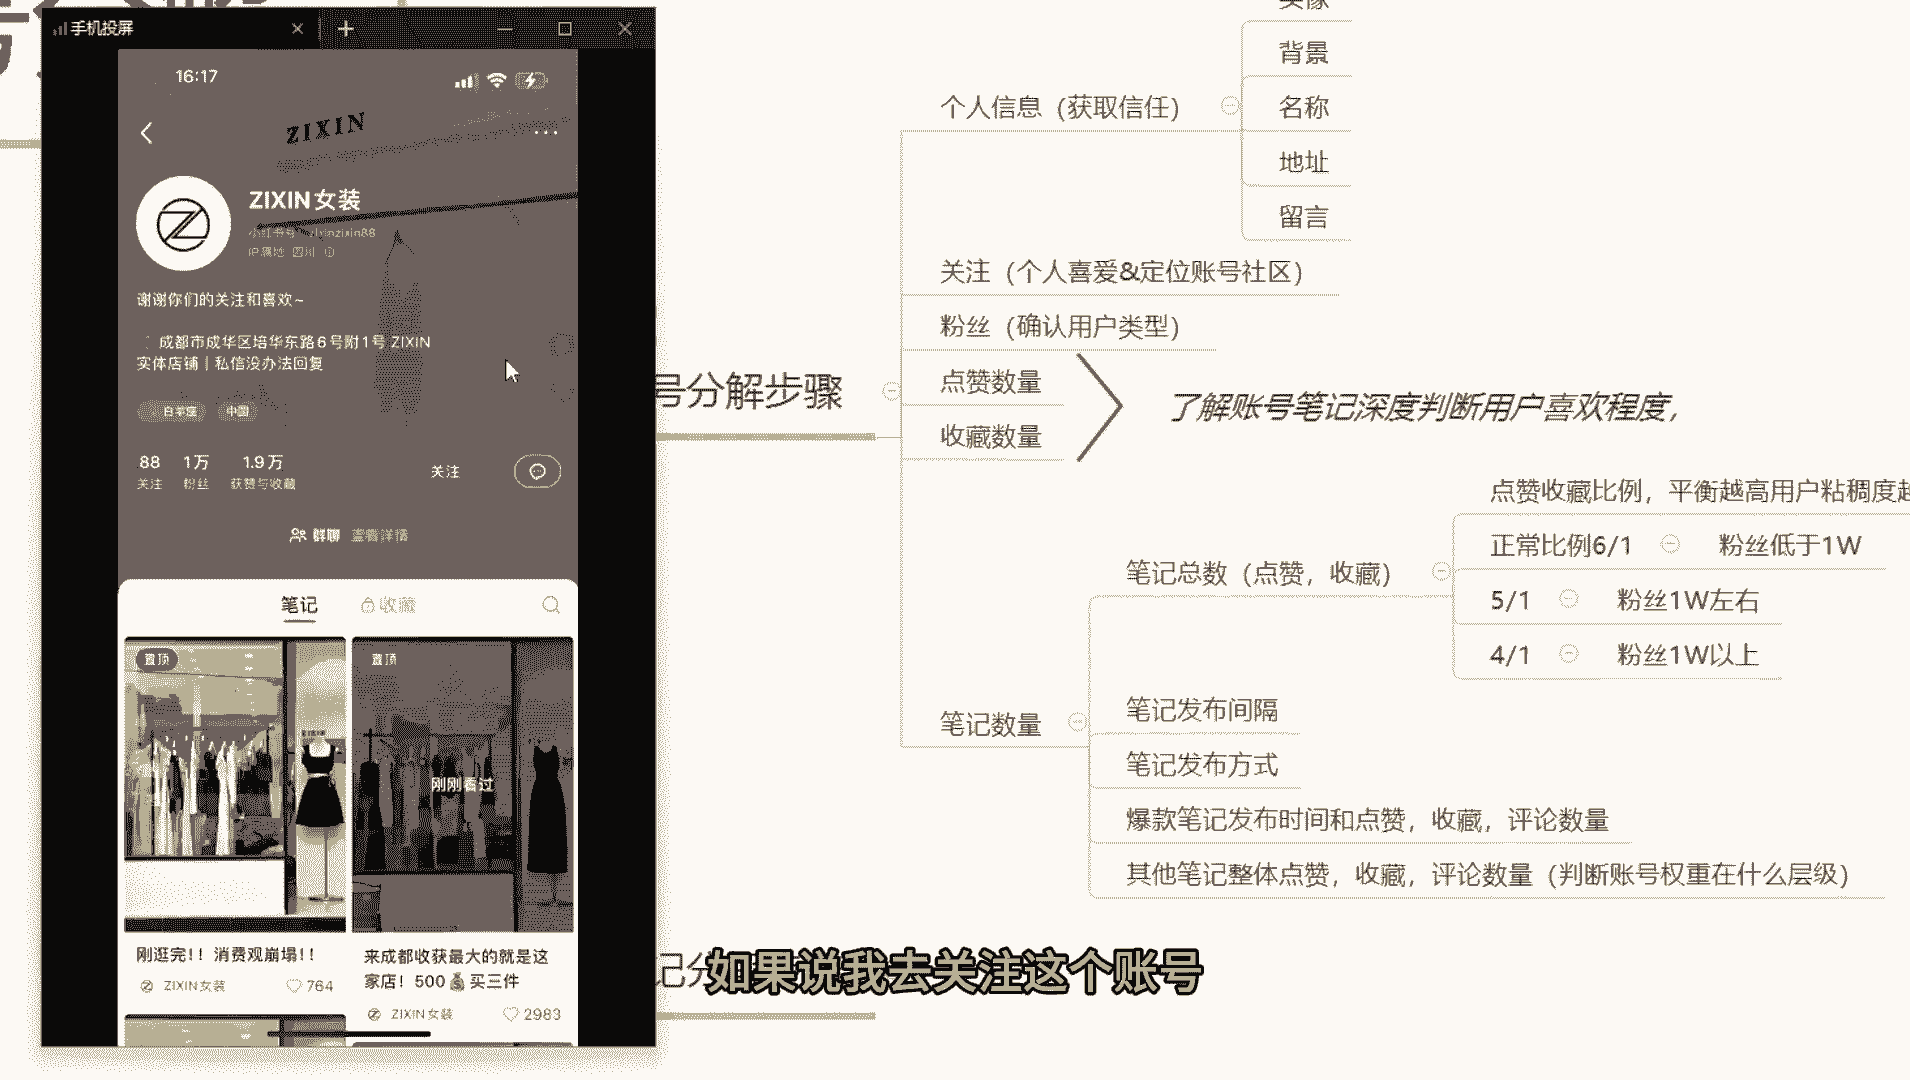 手机投屏
16:17
ZIXIN
ZIXIN女装
IP属地 四川
谢谢你们的关注和喜欢~
成都市成华区培华东路6号附1号 ZIXIN
实体店铺 | 私信没办法回复
白羊座 中国
88 1万 1.9万
关注 粉丝 获赞与收藏
关注
群聊 查看详情
笔记 收藏
置顶
置顶
刚刚看过
刚逛完!! 消费观崩塌!!
ZIXIN女装 764
来成都收获最大的就是这
家店! 500💰买三件
ZIXIN女装 2983
背景
个人信息（获取信任）
名称
地址
留言
关注（个人喜爱&定位账号社区）
粉丝（确认用户类型）
号分解步骤
点赞数量
收藏数量
了解账号笔记深度判断用户喜欢程度，
点赞收藏比例，平衡越高用户粘稠度越
正常比例6/1 粉丝低于1W
笔记总数（点赞，收藏）
5/1 粉丝1W左右
4/1 粉丝1W以上
笔记数量
笔记发布间隔
笔记发布方式
爆款笔记发布时间和点赞，收藏，评论数量
其他笔记整体点赞，收藏，评论数量（判断账号权重在什么层级）
如果说我去关注这个账号